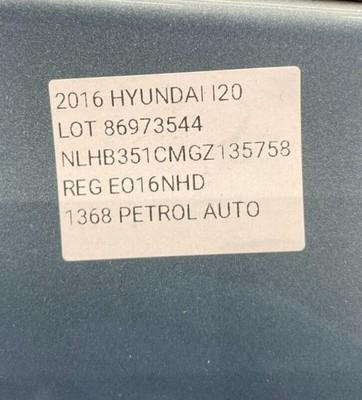 2016 HYUNDAI I20
LOT 86973544
NLHB351CMGZ135758
REG EO16NHD
1368 PETROL AUTO